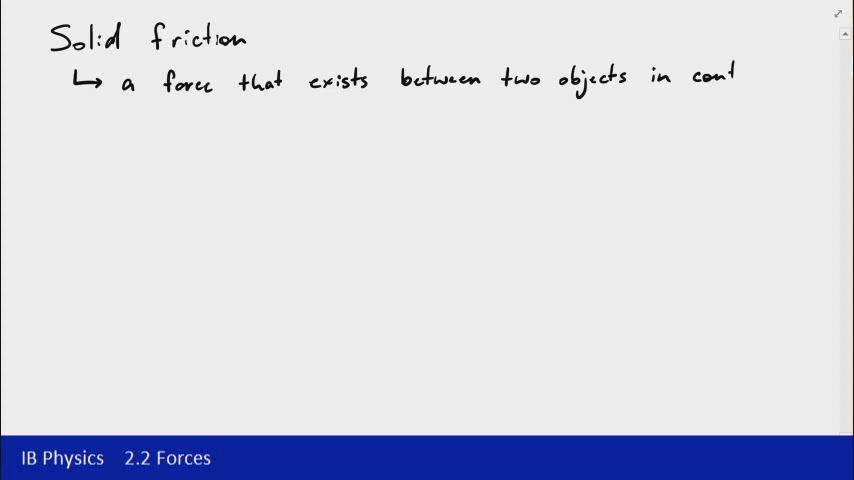 Solid friction
↳ a force that exists between two objects in cont
IB Physics 2.2 Forces